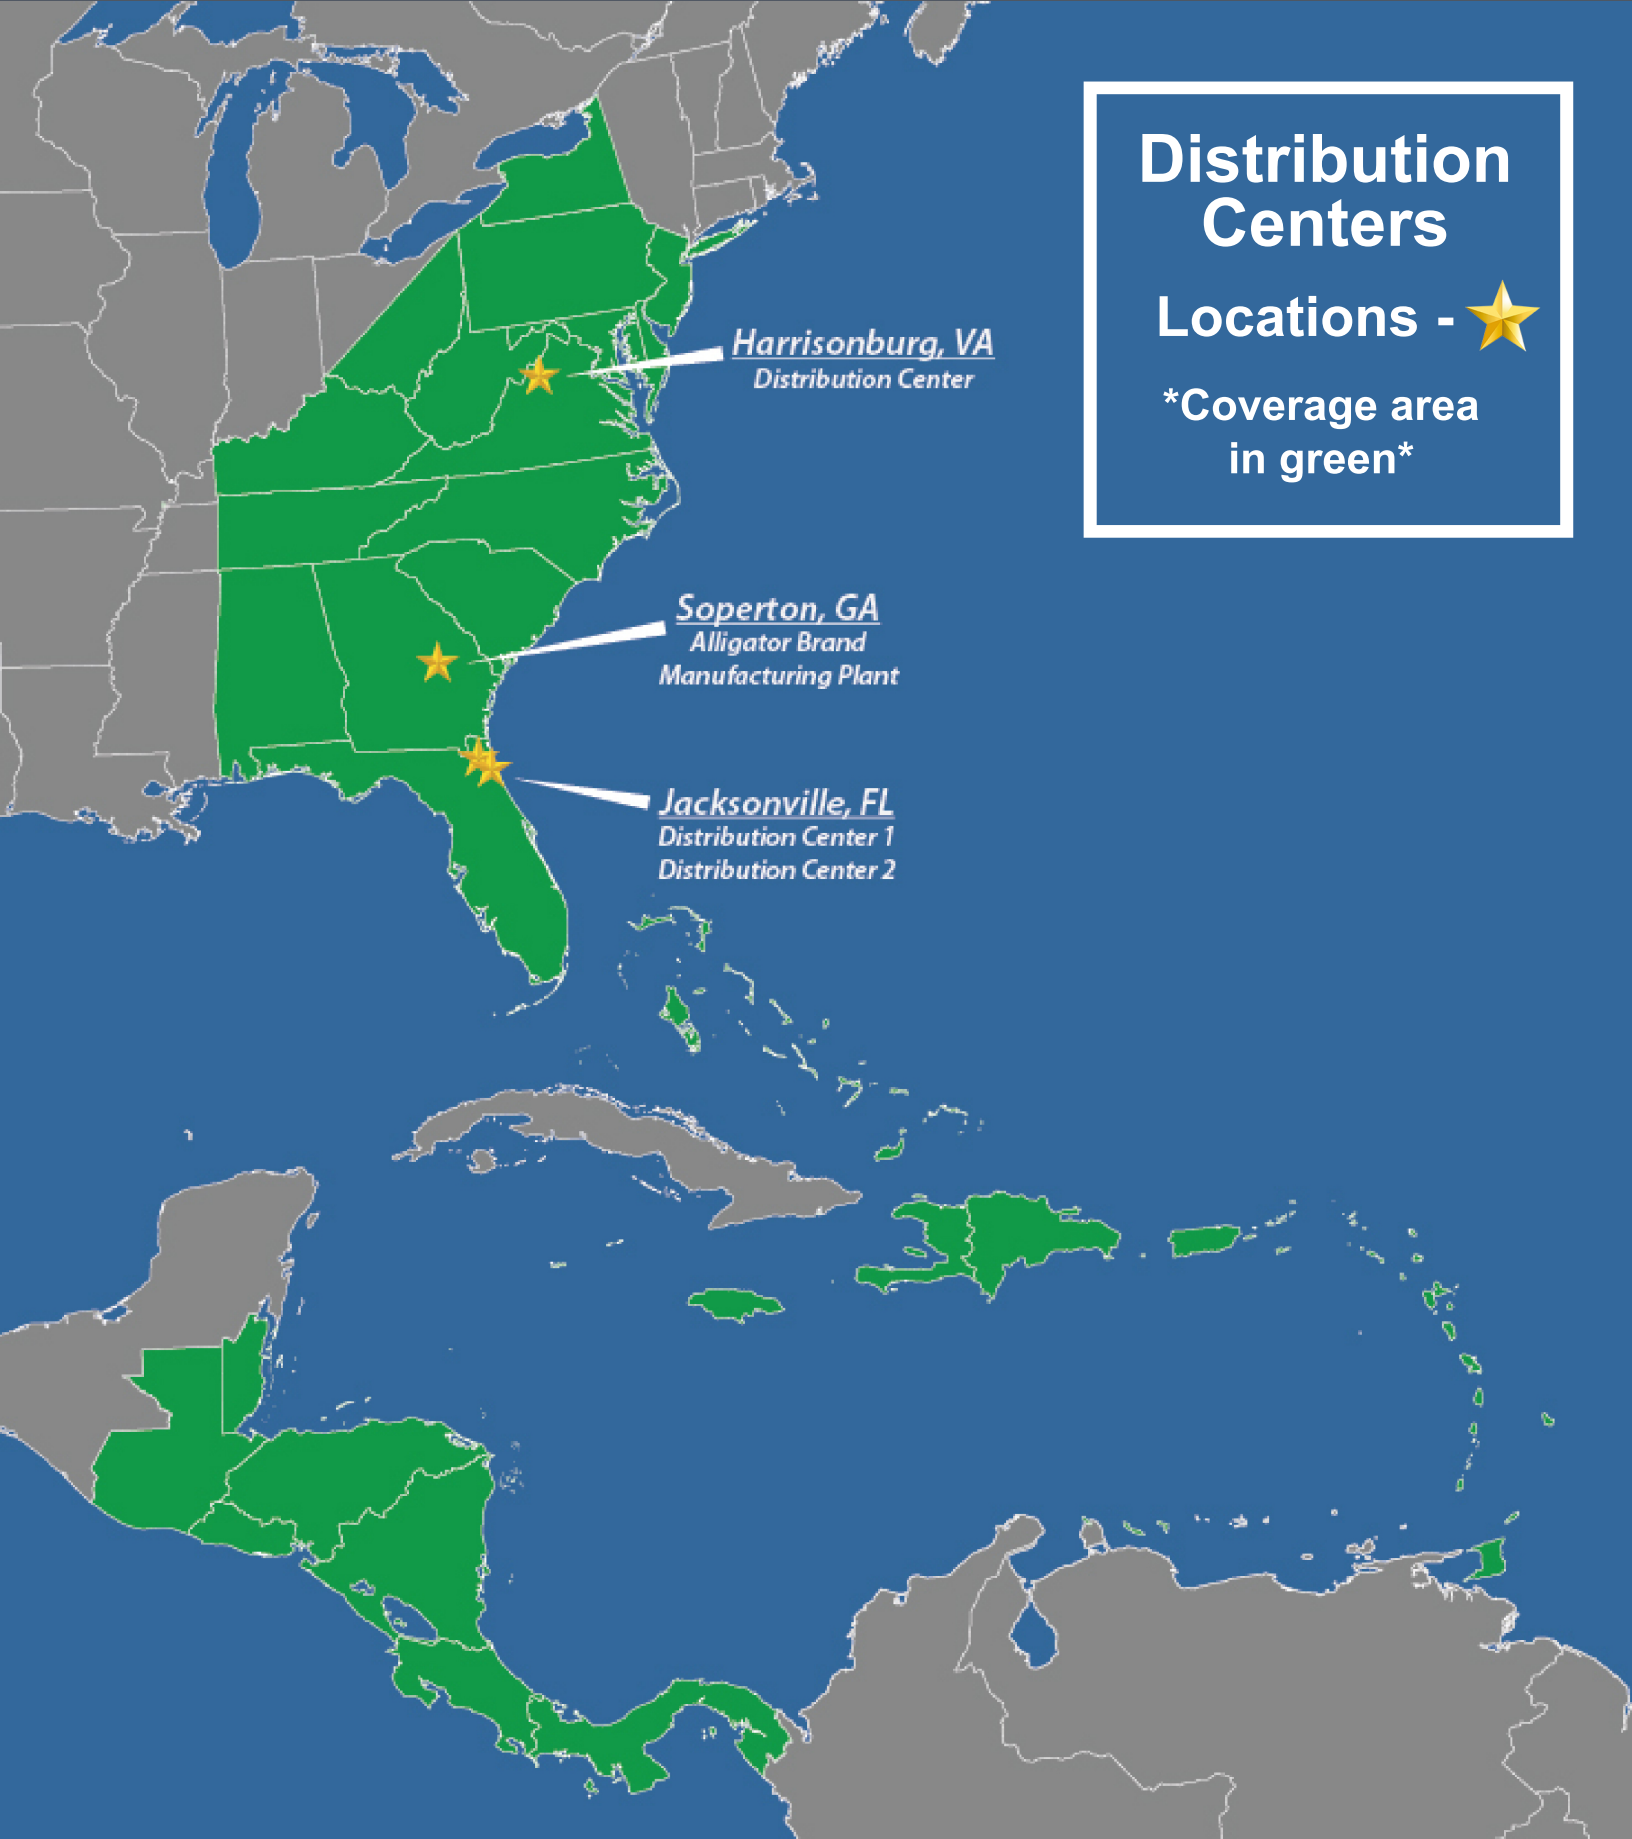 Distribution
Centers
Locations -
*Coverage area
in green*
Harrisonburg, VA
Distribution Center
Soperton, GA
Alligator Brand
Manufacturing Plant
Jacksonville, FL
Distribution Center 1
Distribution Center 2